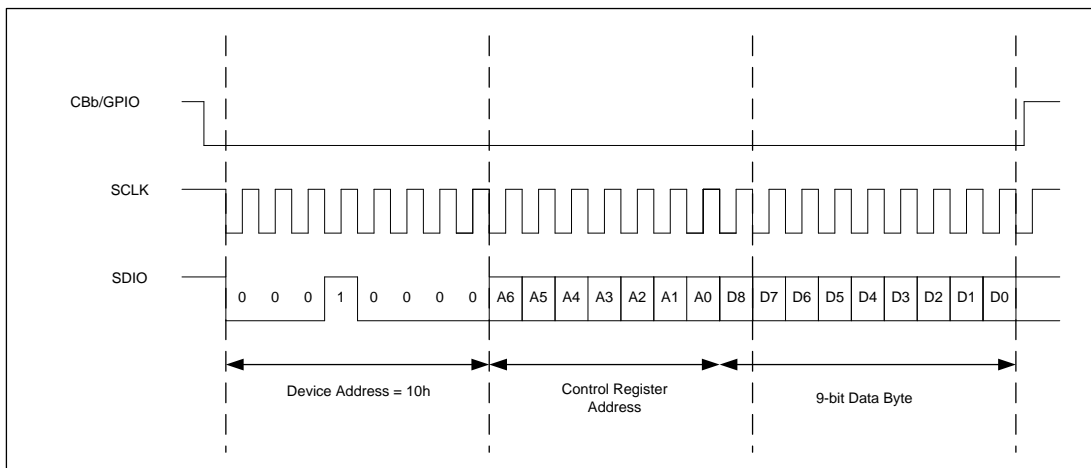 CBb/GPIO
SCLK
SDIO
0 0 0 1 0 0 0 0 A6 A5 A4 A3 A2 A1 A0 D8 D7 D6 D5 D4 D3 D2 D1 D0
Device Address = 10h
Control Register
Address
9-bit Data Byte